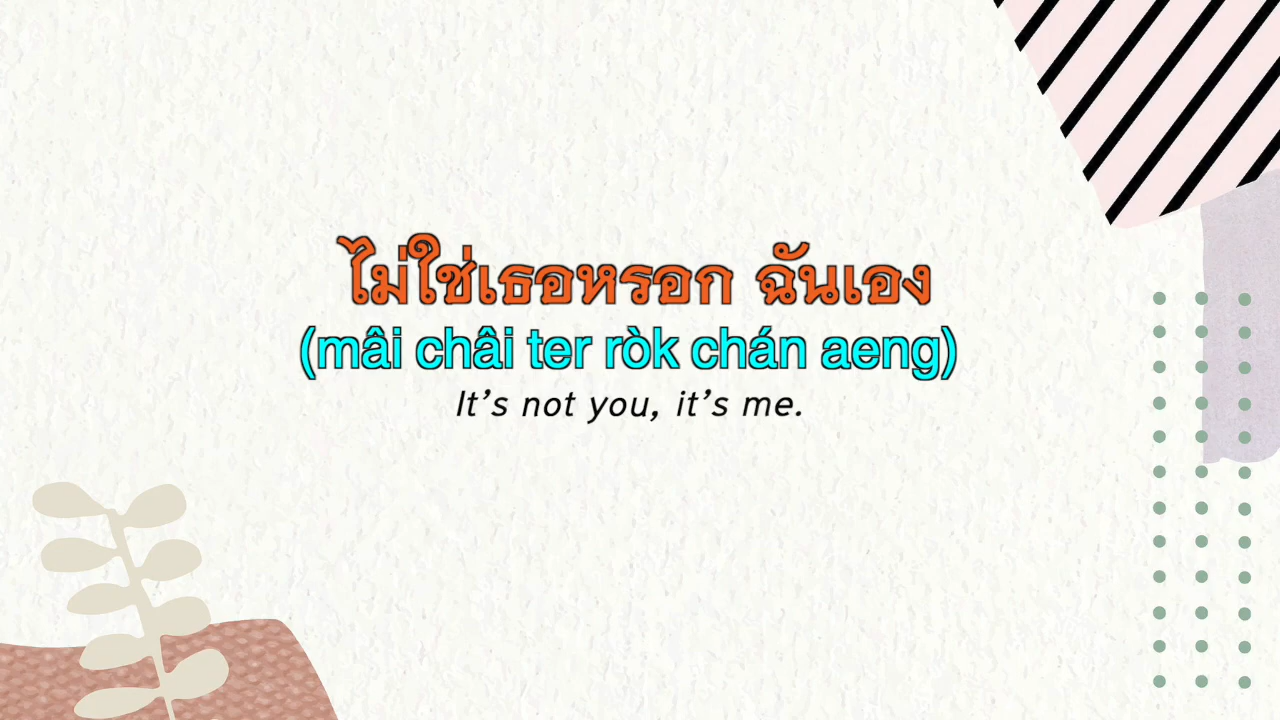 ไม่ใช่เธอหรอก ฉันเอง
(mâi châi ter ròk chán aeng)
It’s not you, it’s me.